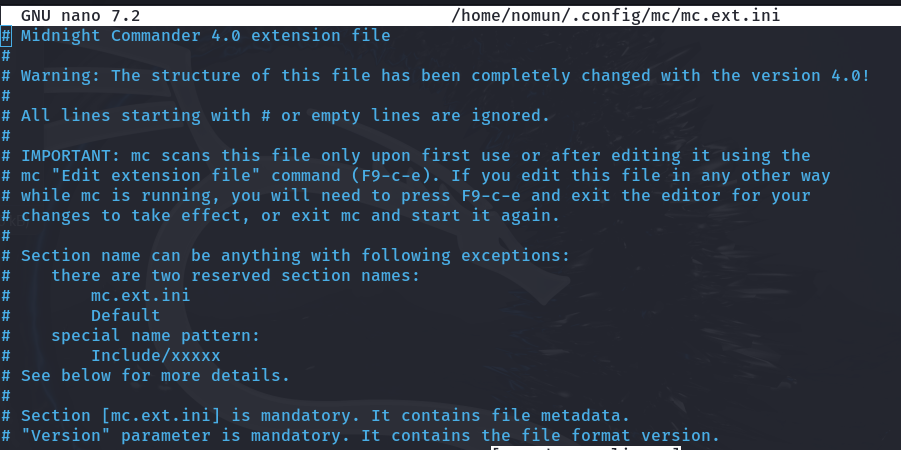 GNU nano 7.2 /home/nomun/.config/mc/mc.ext.ini
# Midnight Commander 4.0 extension file
#
# Warning: The structure of this file has been completely changed with the version 4.0!
#
# All lines starting with # or empty lines are ignored.
#
# IMPORTANT: mc scans this file only upon first use or after editing it using the
# mc "Edit extension file" command (F9-c-e). If you edit this file in any other way
# while mc is running, you will need to press F9-c-e and exit the editor for your
# changes to take effect, or exit mc and start it again.
#
# Section name can be anything with following exceptions:
#    there are two reserved section names:
#        mc.ext.ini
#        Default
#    special name pattern:
#        Include/xxxxx
# See below for more details.
#
# Section [mc.ext.ini] is mandatory. It contains file metadata.
# "Version" parameter is mandatory. It contains the file format version.